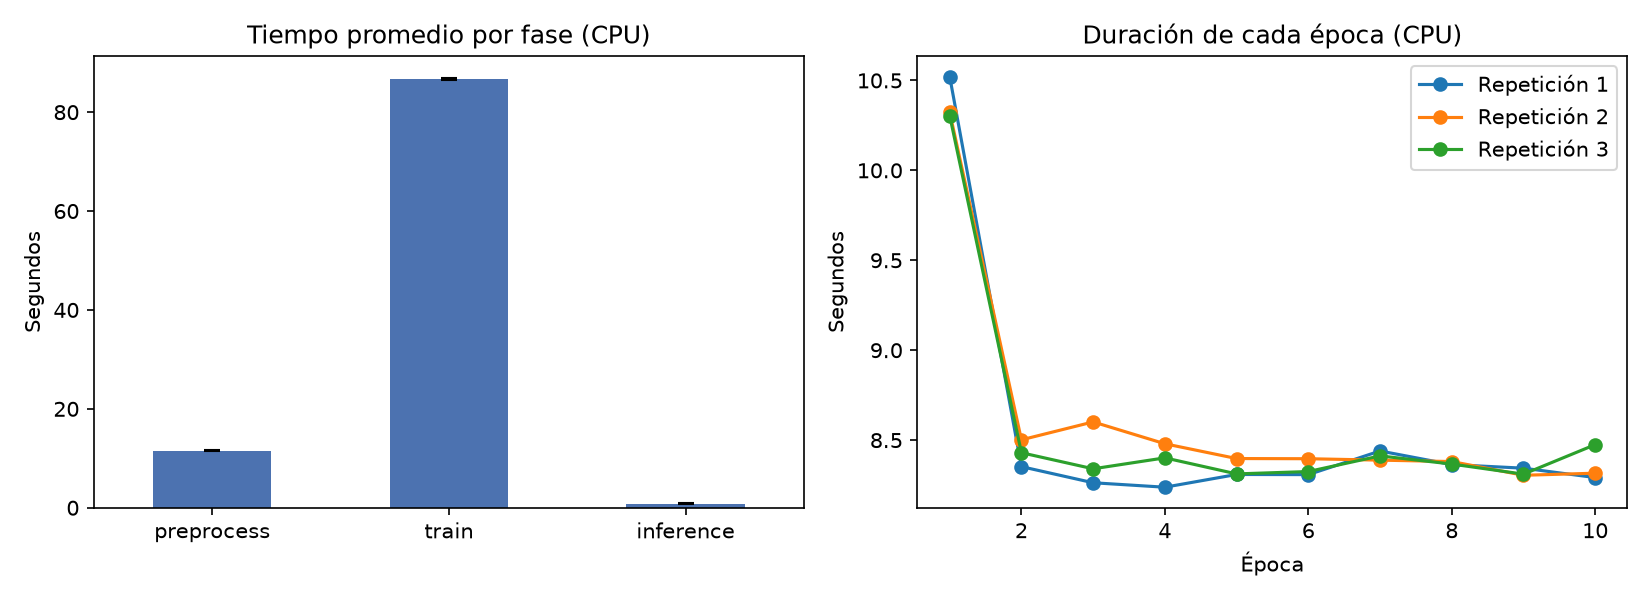 Tiempo promedio por fase (CPU)
Segundos
80
60
40
20
0
preprocess train inference
Duración de cada época (CPU)
Segundos
10.5
10.0
9.5
9.0
8.5
2 4 6 8 10
Época
Repetición 1
Repetición 2
Repetición 3